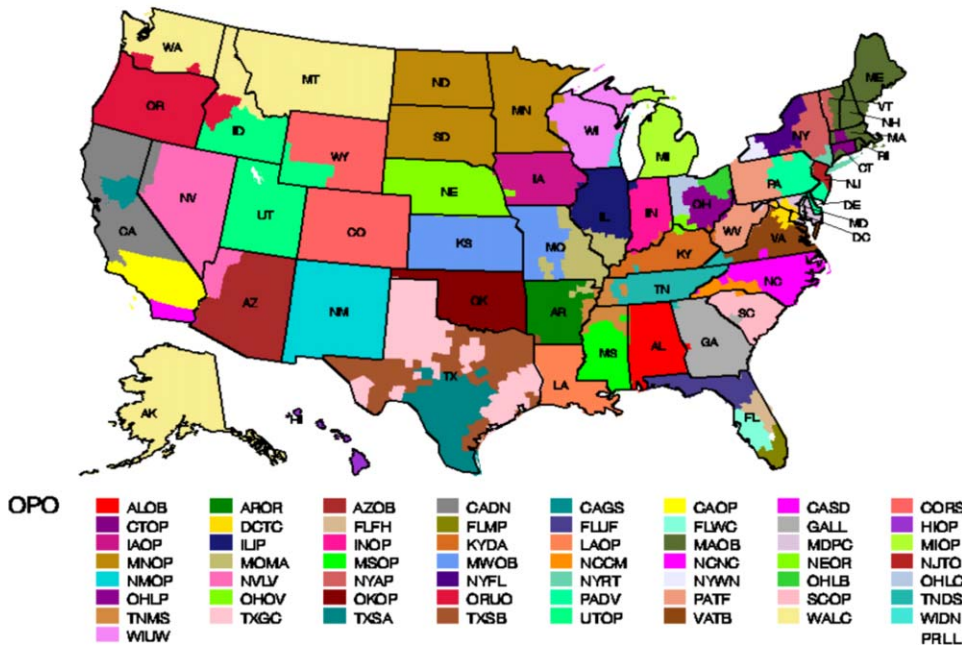 WA
MT
ND
MN
ME
VT
NH
MA
RI
CT
NJ
DE
MD
DC
OR
ID
WY
SD
WI
MI
NY
PA
NV
UT
CO
NE
IA
IL
IN
OH
WV
VA
CA
KS
MO
KY
NC
AZ
NM
OK
AR
TN
SC
TX
LA
MS
AL
GA
FL
AK
HI
OPO
ALOB AROR AZOB CADN CAGS CAOP CASD CORS
CTOP DCTC FLFH FLMP FLUF FLWC GALL HIOP
IAOP ILIP INOP KYDA LAOP MAOB MDPC MIOP
MNOP MOMA MSOP MWOB NCCM NCNC NEOR NJTO
NMOP NVLV NYAP NYFL NYRT NYWN OHLB OHLC
OHLP OHOV OKOP ORUO PADV PATF SCOP TNDS
TNMS TXGC TXSA TXSB UTOP VATB WALC WIDN
WIUW PRLL